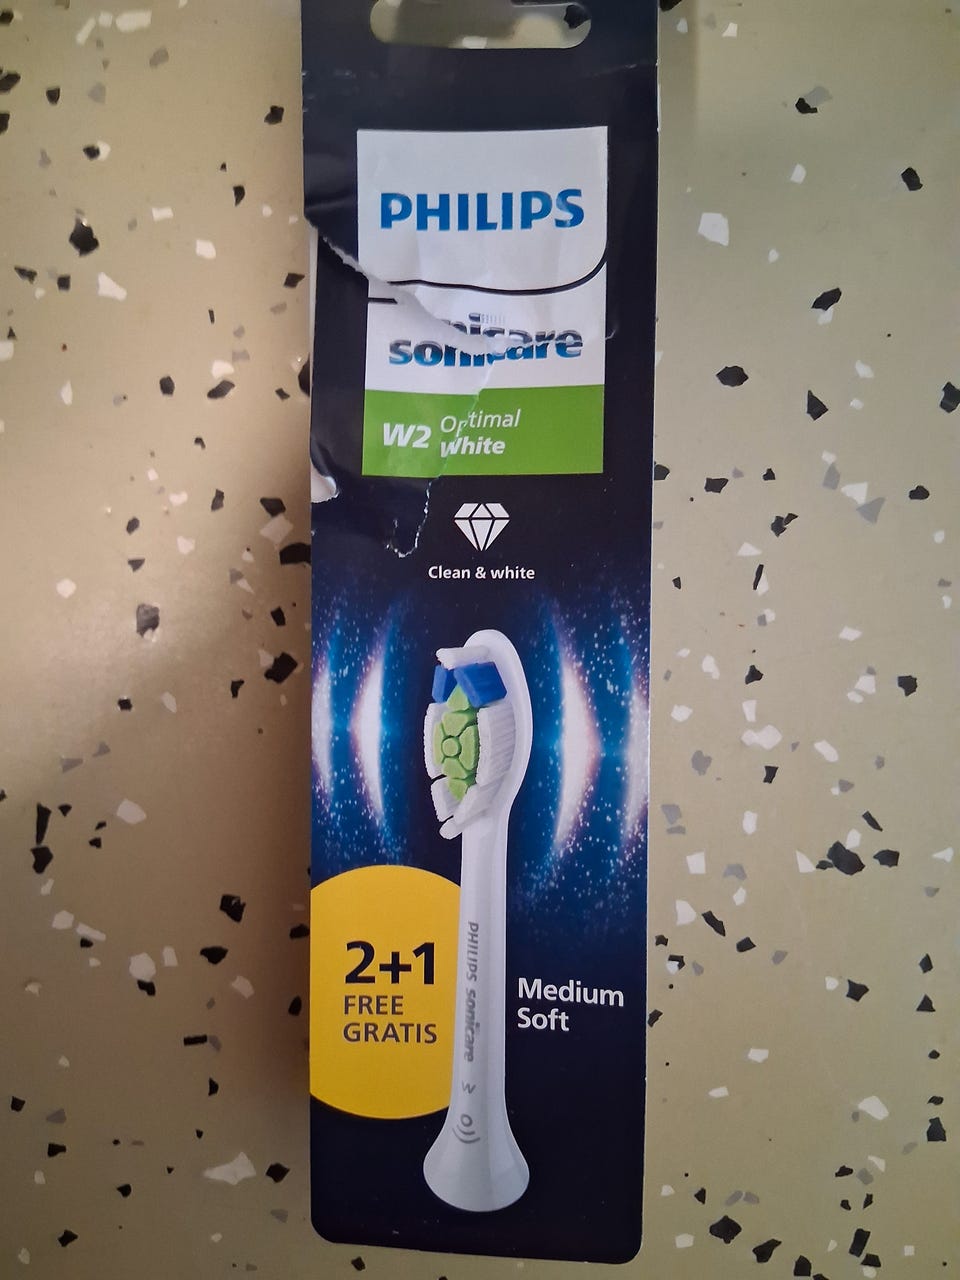 PHILIPS
sonicare
W2 Optimal
White
Clean & white
2+1
FREE
GRATIS
PHILIPS sonicare W
Medium
Soft